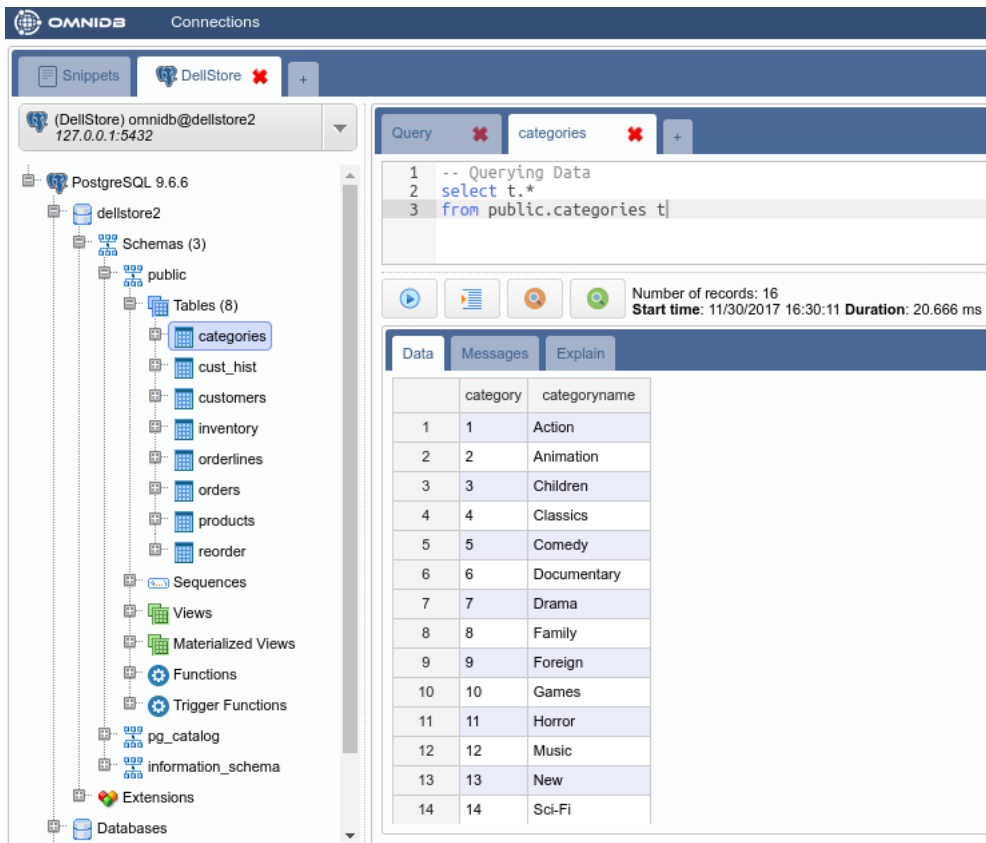 OMNIDB Connections
Snippets DellStore +
(DellStore) omnidb@dellstore2
127.0.0.1:5432
PostgreSQL 9.6.6
dellstore2
Schemas (3)
public
Tables (8)
categories
cust_hist
customers
inventory
orderlines
orders
products
reorder
Sequences
Views
Materialized Views
Functions
Trigger Functions
pg_catalog
information_schema
Extensions
Databases
Query categories +
1 -- Querying Data
2 select t.*
3 from public.categories t
Number of records: 16
Start time: 11/30/2017 16:30:11 Duration: 20.666 ms
Data Messages Explain
category categoryname
1 1 Action
2 2 Animation
3 3 Children
4 4 Classics
5 5 Comedy
6 6 Documentary
7 7 Drama
8 8 Family
9 9 Foreign
10 10 Games
11 11 Horror
12 12 Music
13 13 New
14 14 Sci-Fi